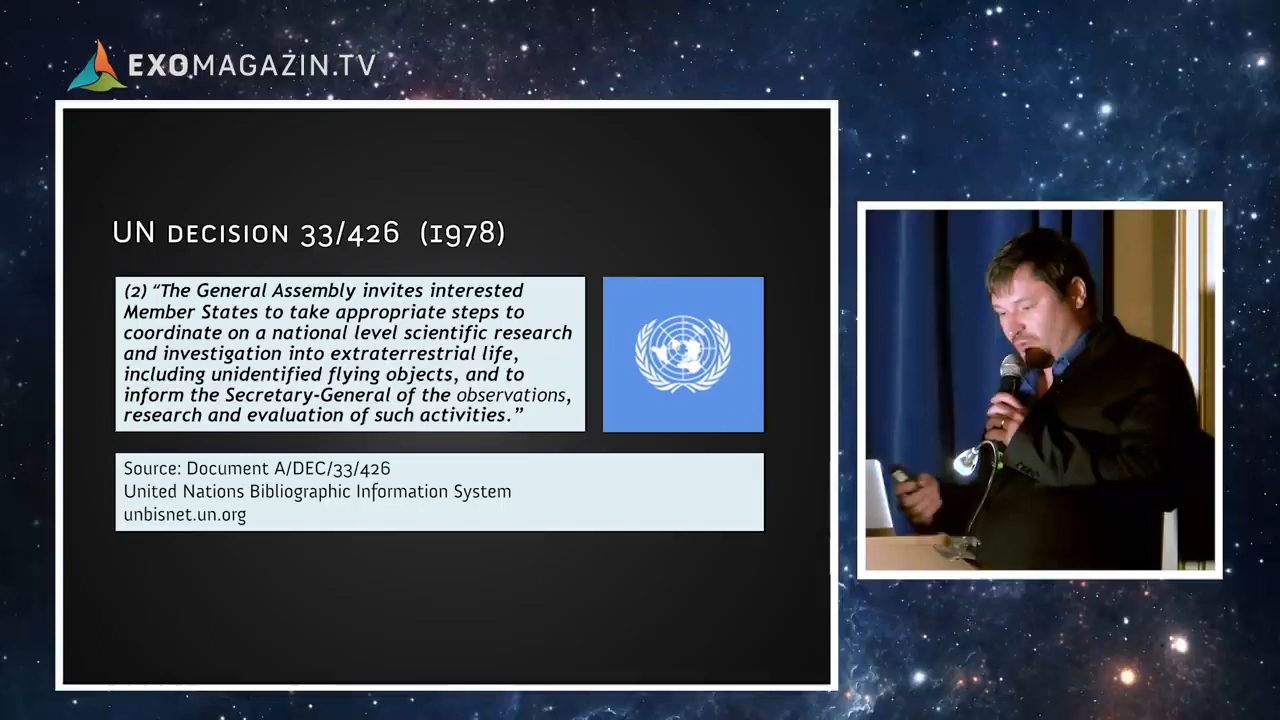 EXOMAGAZIN.TV
UN DECISION 33/426 (1978)
(2) “The General Assembly invites interested
Member States to take appropriate steps to
coordinate on a national level scientific research
and investigation into extraterrestrial life,
including unidentified flying objects, and to
inform the Secretary-General of the observations,
research and evaluation of such activities.”
Source: Document A/DEC/33/426
United Nations Bibliographic Information System
unbisnet.un.org